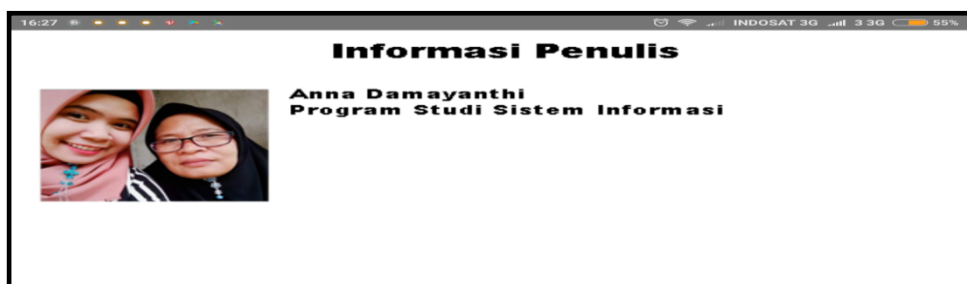 16:27 INDOSAT 3G 3 3G 55%
Informasi Penulis
Anna Damayanthi
Program Studi Sistem Informasi